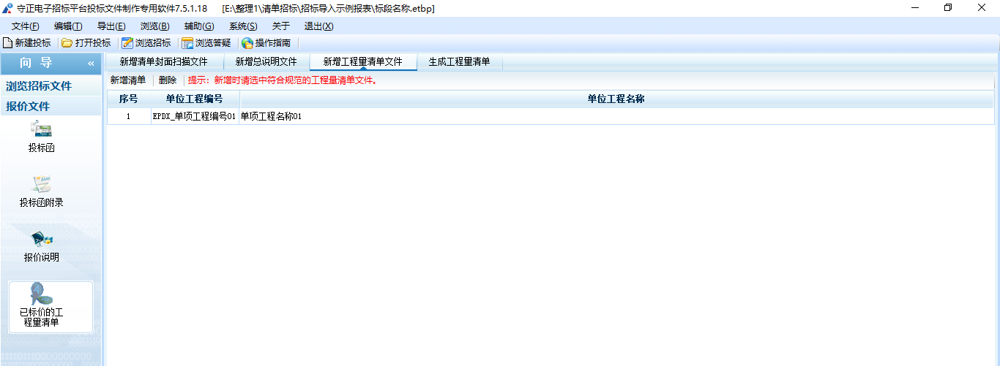 守正电子招标平台投标文件制作专用软件7.5.1.18 [E:\整理1\清单招标\招标导入示例报表\标段名称.etbp]
文件(F) 编辑(T) 导出(E) 浏览(B) 辅助(G) 系统(S) 关于 退出(X)
新建投标 打开投标 浏览招标 浏览答疑 操作指南
向 导 «
浏览招标文件
报价文件
投标函
投标函附录
报价说明
已标价的工
程量清单
新增清单封面扫描文件 新增总说明文件 新增工程量清单文件 生成工程量清单
新增清单 删除 提示：新增时请选中符合规范的工程量清单文件。
序号 单位工程编号 单位工程名称
1 EPDX_单项工程编号01 单项工程名称01